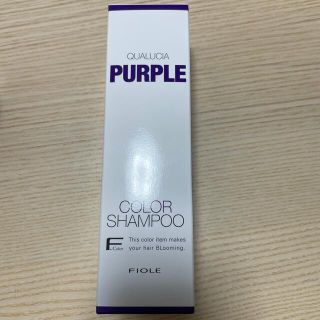 QUALUCIA
PURPLE
COLOR
SHAMPOO
F
This color item makes
your hair BLooming.
FIOLE